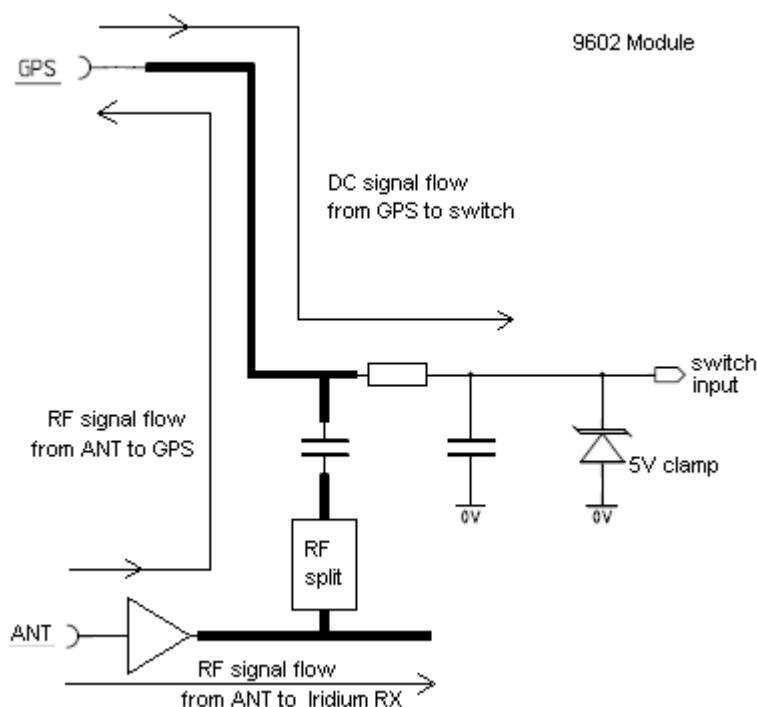 9602 Module
GPS
DC signal flow
from GPS to switch
switch
input
RF signal flow
from ANT to GPS
5V clamp
0V
0V
RF
split
ANT
RF signal flow
from ANT to Iridium RX